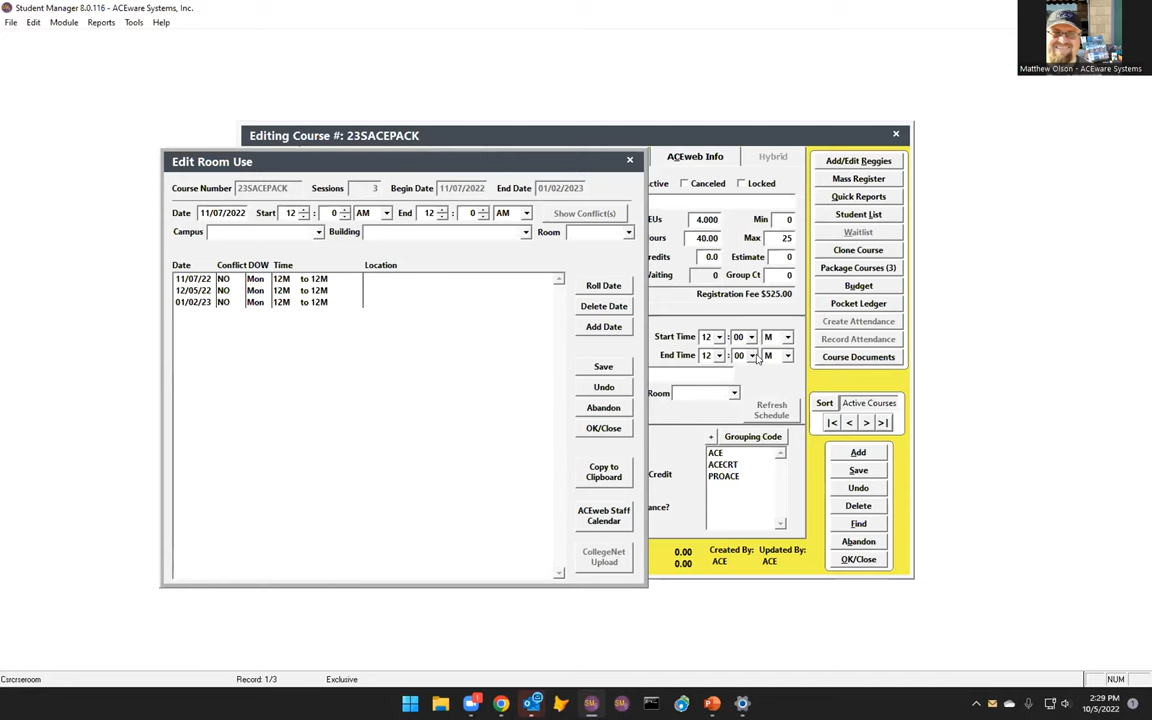 Student Manager 8.0.116 - ACEware Systems, Inc.
File Edit Module Reports Tools Help
Matthew Olson - ACEware Systems
Editing Course #: 23SACEPACK
Edit Room Use
ACEweb Info Hybrid
Add/Edit Reggies
Mass Register
Quick Reports
Student List
Waitlist
Clone Course
Package Courses (3)
Budget
Pocket Ledger
Create Attendance
Record Attendance
Course Documents
Course Number 23SACEPACK Sessions 3 Begin Date 11/07/2022 End Date 01/02/2023
Date 11/07/2022 Start 12 : 0 AM End 12 : 0 AM Show Conflict(s)
Campus Building Room
Date Conflict DOW Time Location
11/07/22 NO Mon 12M to 12M
12/05/22 NO Mon 12M to 12M
01/02/23 NO Mon 12M to 12M
Roll Date
Delete Date
Add Date
Save
Undo
Abandon
OK/Close
Copy to
Clipboard
ACEweb Staff
Calendar
CollegeNet
Upload
ctive Canceled Locked
EUs 4.000 Min 0
ours 40.00 Max 25
redits 0.0 Estimate 0
Waiting 0 Group Ct 0
Registration Fee $525.00
Start Time 12 : 00 M
End Time 12 : 00 M
Room
Refresh
Schedule
+ Grouping Code
ACE
ACECRT
PROACE
Credit
ance?
0.00 Created By: Updated By:
0.00 ACE ACE
Sort Active Courses
|< < > >|
Add
Save
Undo
Delete
Find
Abandon
OK/Close
Csrcrseroom Record: 1/3 Exclusive NUM
2:29 PM
10/5/2022